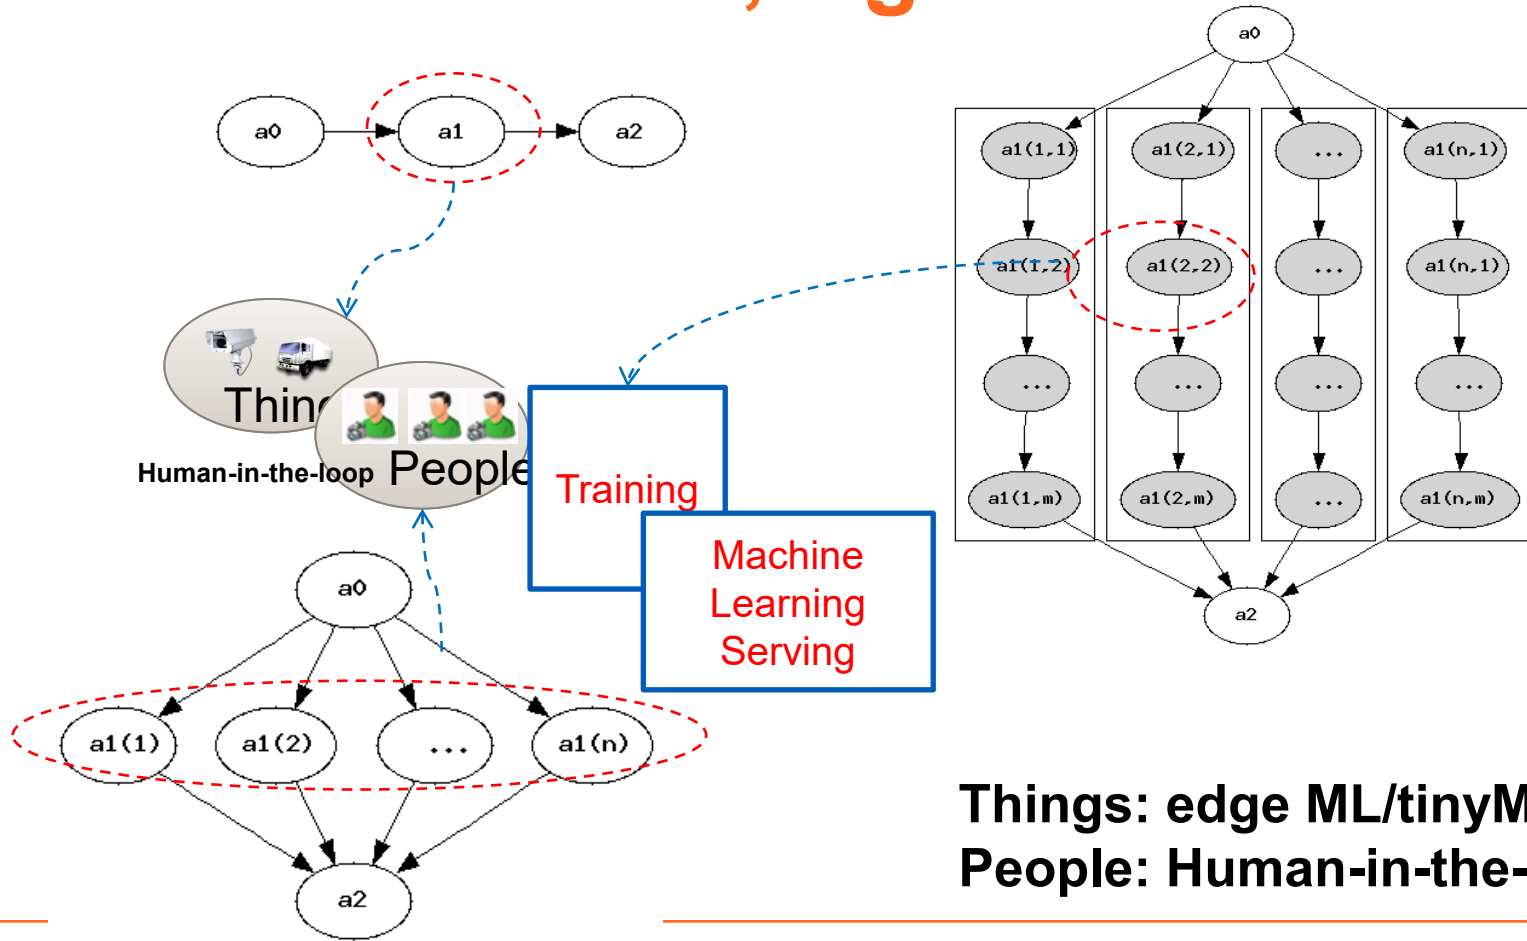 a0
a1
a2
a0
a1(1,1)
a1(2,1)
...
a1(n,1)
a1(1,2)
a1(2,2)
...
a1(n,1)
...
...
...
...
a1(1,m)
a1(2,m)
...
a1(n,m)
a2
Thin
Human-in-the-loop
People
Training
Machine
Learning
Serving
a0
a1(1)
a1(2)
...
a1(n)
a2
Things: edge ML/tinyM
People: Human-in-the-